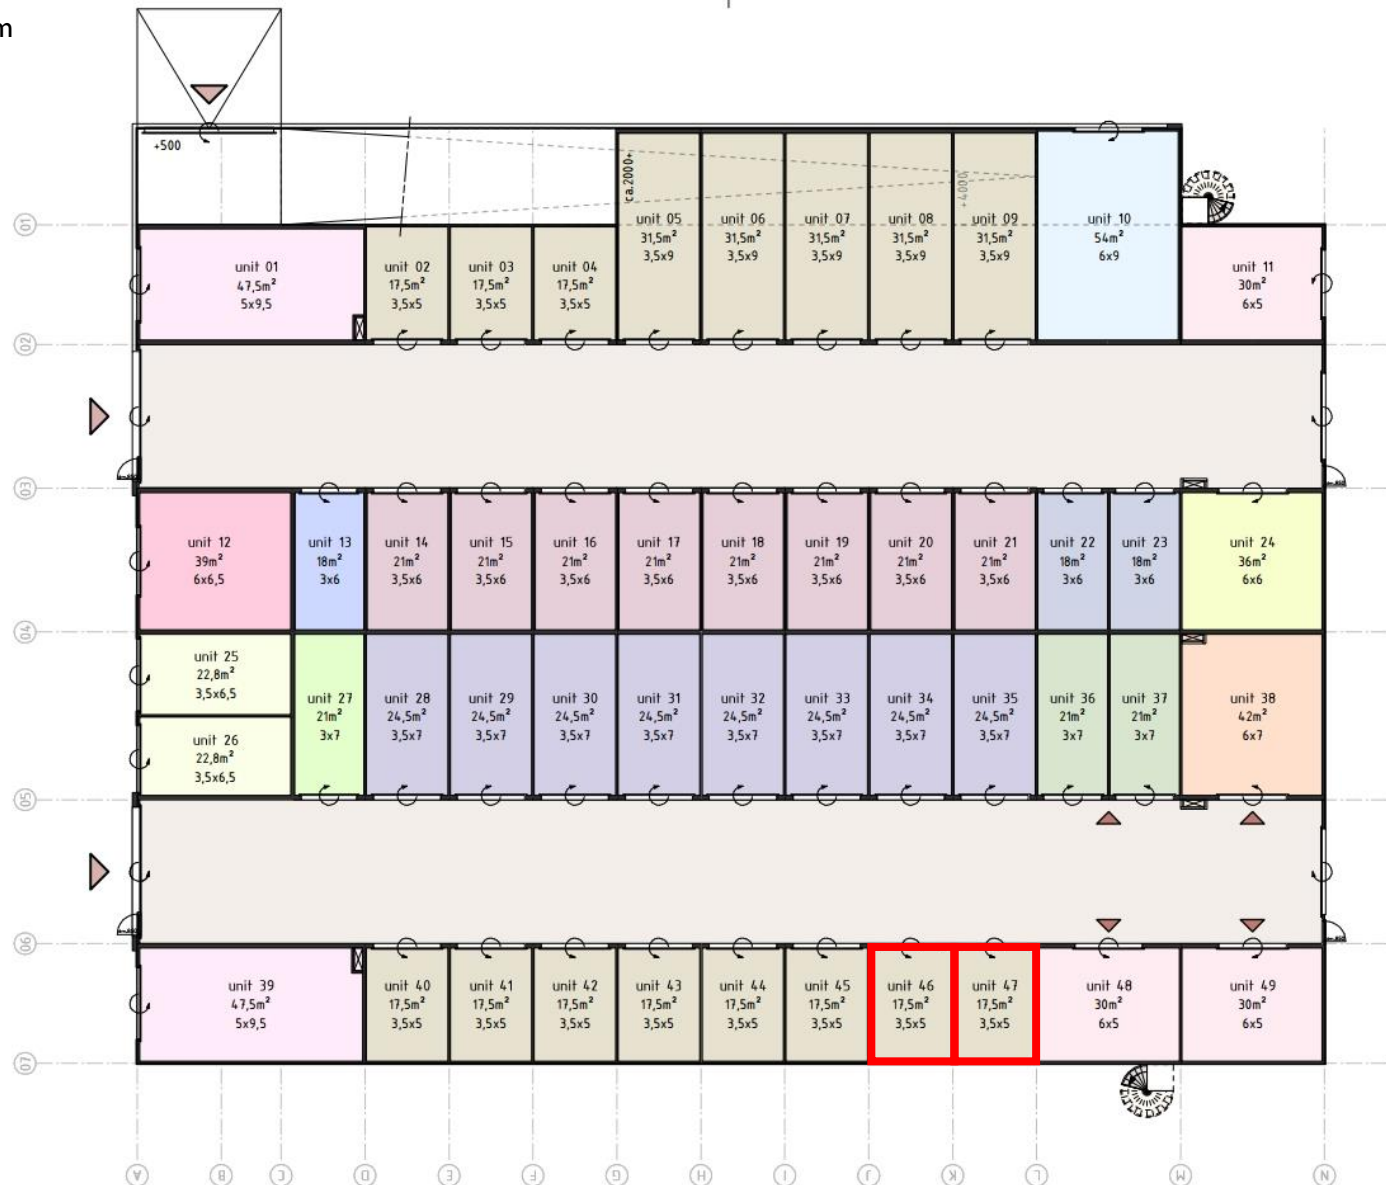 m
+500
ca.2000+
+4000
unit 01
47,5m²
5x9,5
unit 02
17,5m²
3,5x5
unit 03
17,5m²
3,5x5
unit 04
17,5m²
3,5x5
unit 05
31,5m²
3,5x9
unit 06
31,5m²
3,5x9
unit 07
31,5m²
3,5x9
unit 08
31,5m²
3,5x9
unit 09
31,5m²
3,5x9
unit 10
54m²
6x9
unit 11
30m²
6x5
01
02
03
unit 12
39m²
6x6,5
unit 13
18m²
3x6
unit 14
21m²
3,5x6
unit 15
21m²
3,5x6
unit 16
21m²
3,5x6
unit 17
21m²
3,5x6
unit 18
21m²
3,5x6
unit 19
21m²
3,5x6
unit 20
21m²
3,5x6
unit 21
21m²
3,5x6
unit 22
18m²
3x6
unit 23
18m²
3x6
unit 24
36m²
6x6
04
unit 25
22,8m²
3,5x6,5
unit 26
22,8m²
3,5x6,5
unit 27
21m²
3x7
unit 28
24,5m²
3,5x7
unit 29
24,5m²
3,5x7
unit 30
24,5m²
3,5x7
unit 31
24,5m²
3,5x7
unit 32
24,5m²
3,5x7
unit 33
24,5m²
3,5x7
unit 34
24,5m²
3,5x7
unit 35
24,5m²
3,5x7
unit 36
21m²
3x7
unit 37
21m²
3x7
unit 38
42m²
6x7
05
06
unit 39
47,5m²
5x9,5
unit 40
17,5m²
3,5x5
unit 41
17,5m²
3,5x5
unit 42
17,5m²
3,5x5
unit 43
17,5m²
3,5x5
unit 44
17,5m²
3,5x5
unit 45
17,5m²
3,5x5
unit 46
17,5m²
3,5x5
unit 47
17,5m²
3,5x5
unit 48
30m²
6x5
unit 49
30m²
6x5
07
A
B
C
D
E
F
G
H
I
J
K
L
M
N